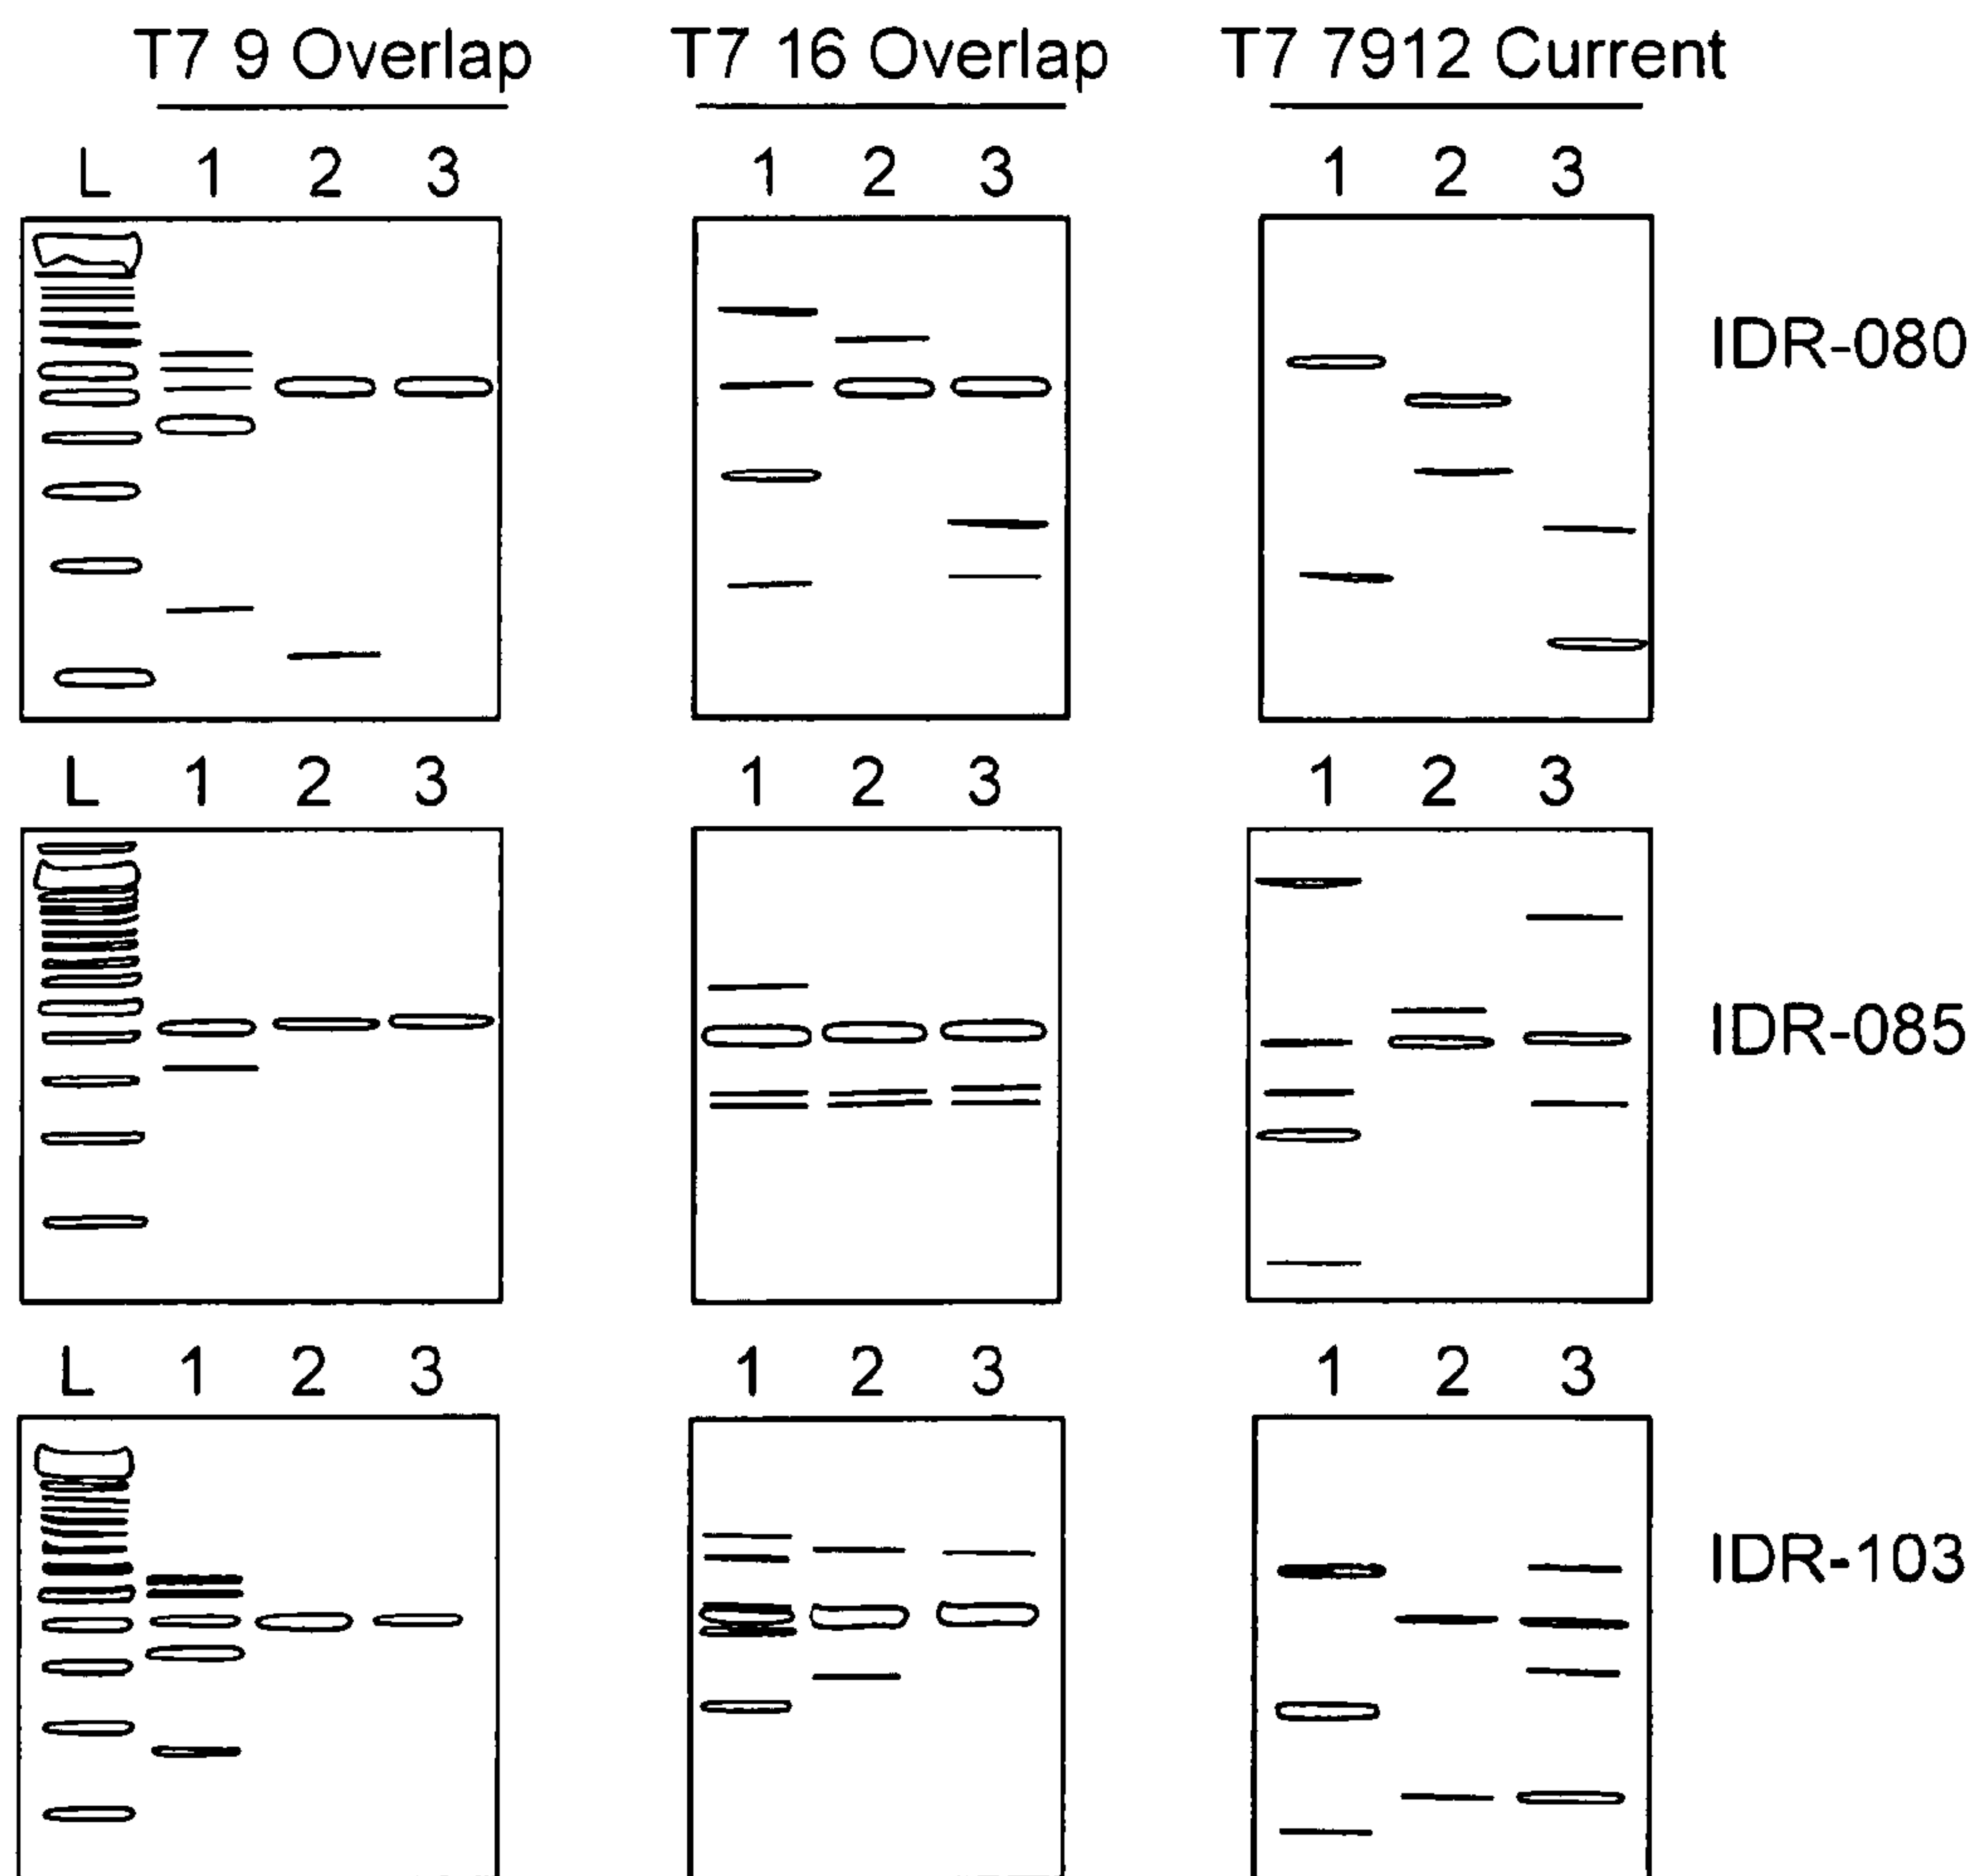 T7 9 Overlap T7 16 Overlap T7 7912 Current
L 1 2 3 1 2 3 1 2 3
IDR-080
L 1 2 3 1 2 3 1 2 3
IDR-085
L 1 2 3 1 2 3 1 2 3
IDR-103